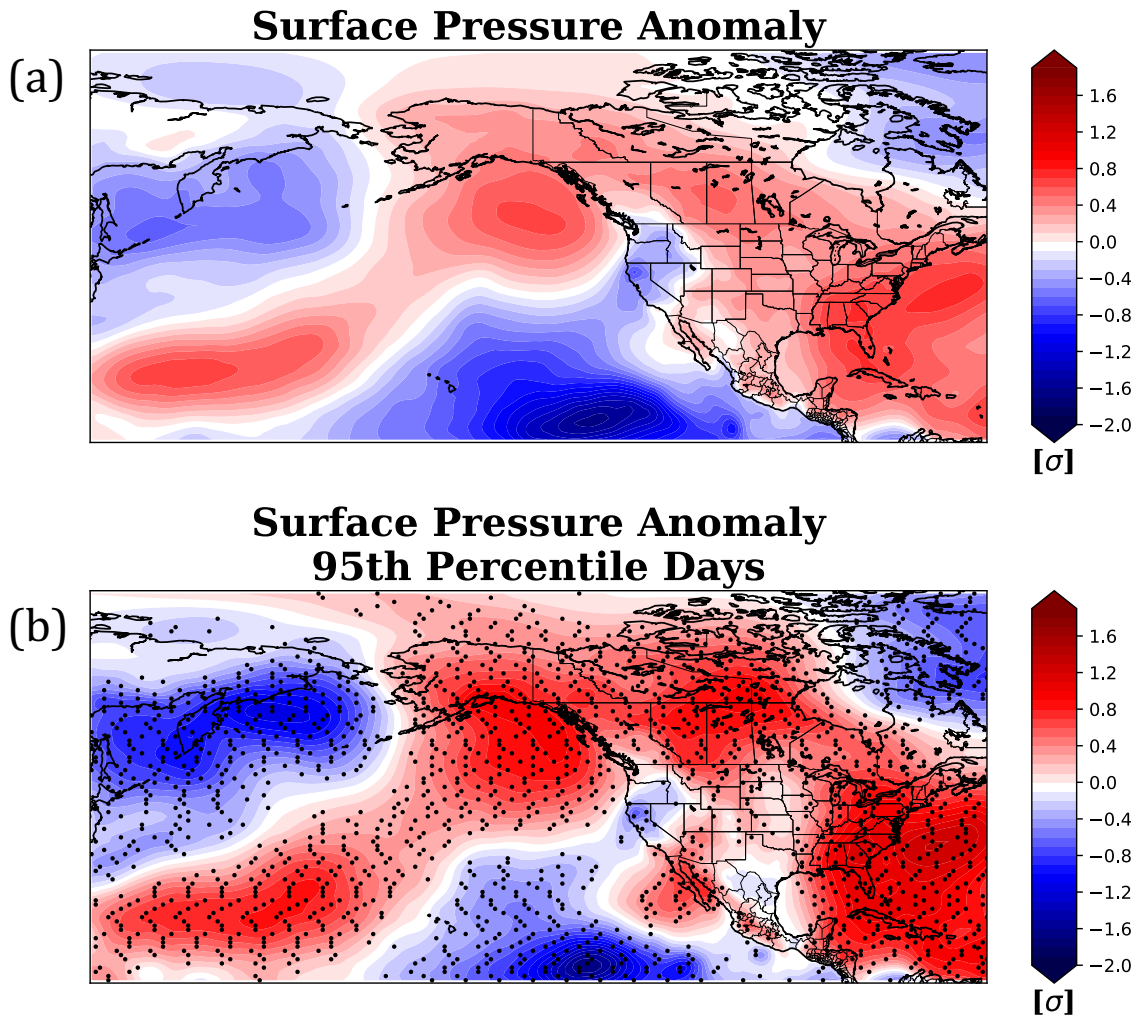 Surface Pressure Anomaly
(a)
1.6
1.2
0.8
0.4
0.0
−0.4
−0.8
−1.2
−1.6
−2.0
[σ]
Surface Pressure Anomaly
95th Percentile Days
(b)
1.6
1.2
0.8
0.4
0.0
−0.4
−0.8
−1.2
−1.6
−2.0
[σ]